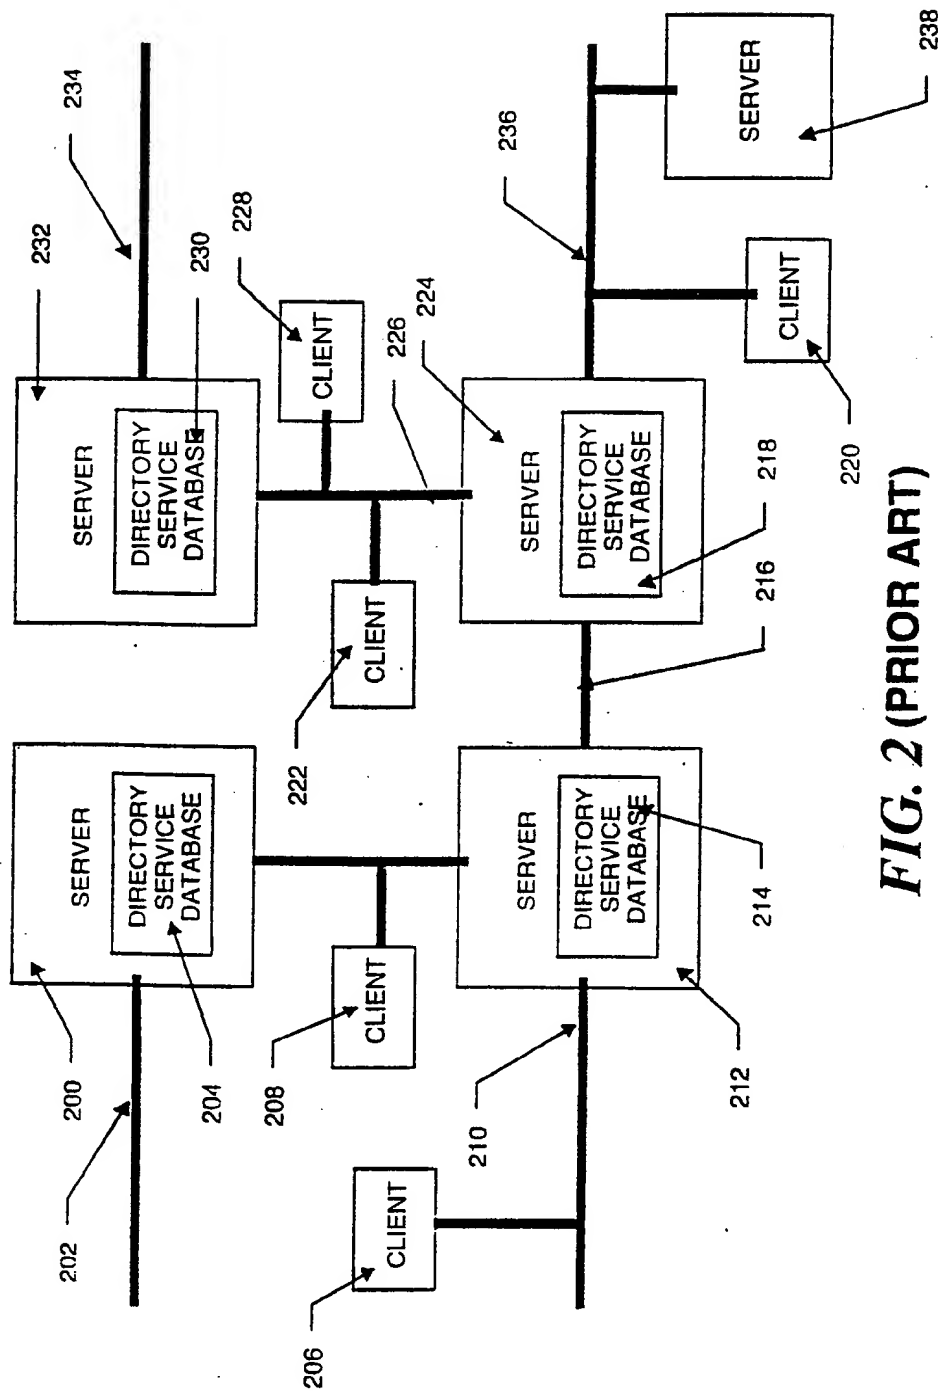 202
200
SERVER
DIRECTORY
SERVICE
DATABASE
204
SERVER
DIRECTORY
SERVICE
DATABASE
232
234
230
208
CLIENT
222
CLIENT
CLIENT
228
226
224
206
CLIENT
210
SERVER
DIRECTORY
SERVICE
DATABASE
214
212
216
SERVER
DIRECTORY
SERVICE
DATABASE
218
236
CLIENT
220
SERVER
238
FIG. 2 (PRIOR ART)